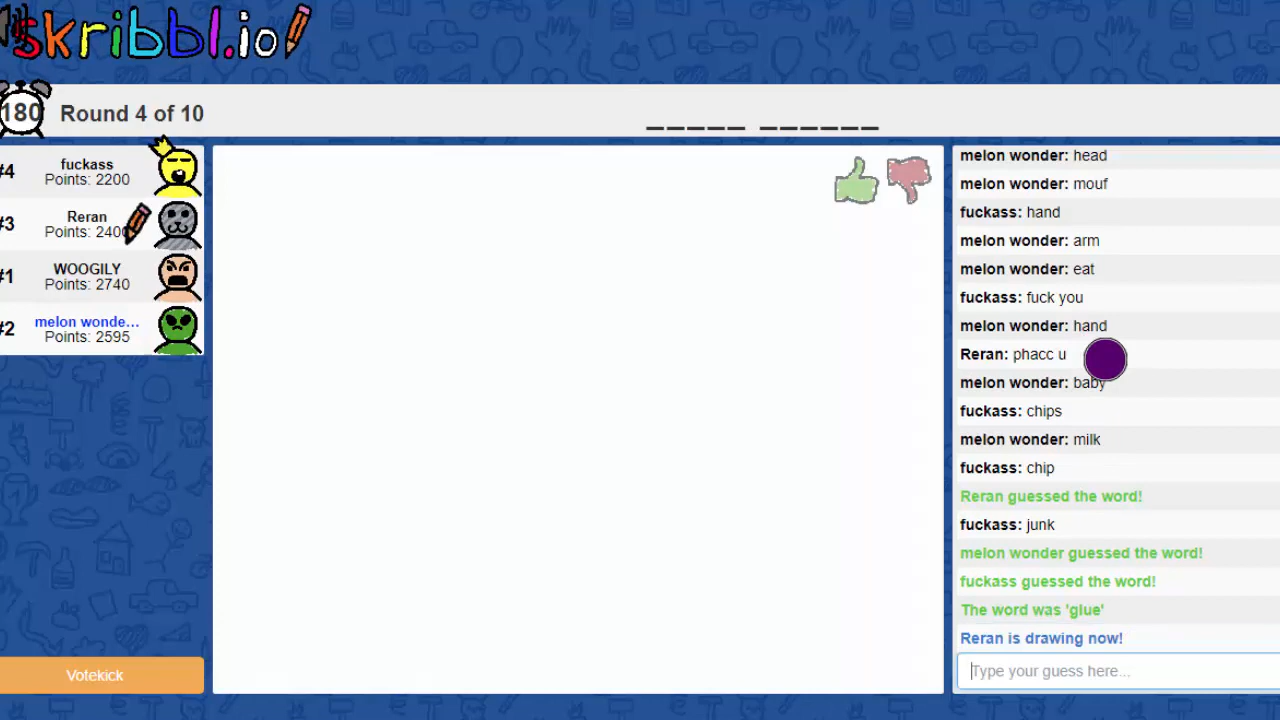 skribbl.io
180 Round 4 of 10
_____ ______
#4 fuckass
Points: 2200
#3 Reran
Points: 2400
#1 WOOGILY
Points: 2740
#2 melon wonde...
Points: 2595
Votekick
melon wonder: head
melon wonder: mouf
fuckass: hand
melon wonder: arm
melon wonder: eat
fuckass: fuck you
melon wonder: hand
Reran: phacc u
melon wonder: baby
fuckass: chips
melon wonder: milk
fuckass: chip
Reran guessed the word!
fuckass: junk
melon wonder guessed the word!
fuckass guessed the word!
The word was 'glue'
Reran is drawing now!
Type your guess here...